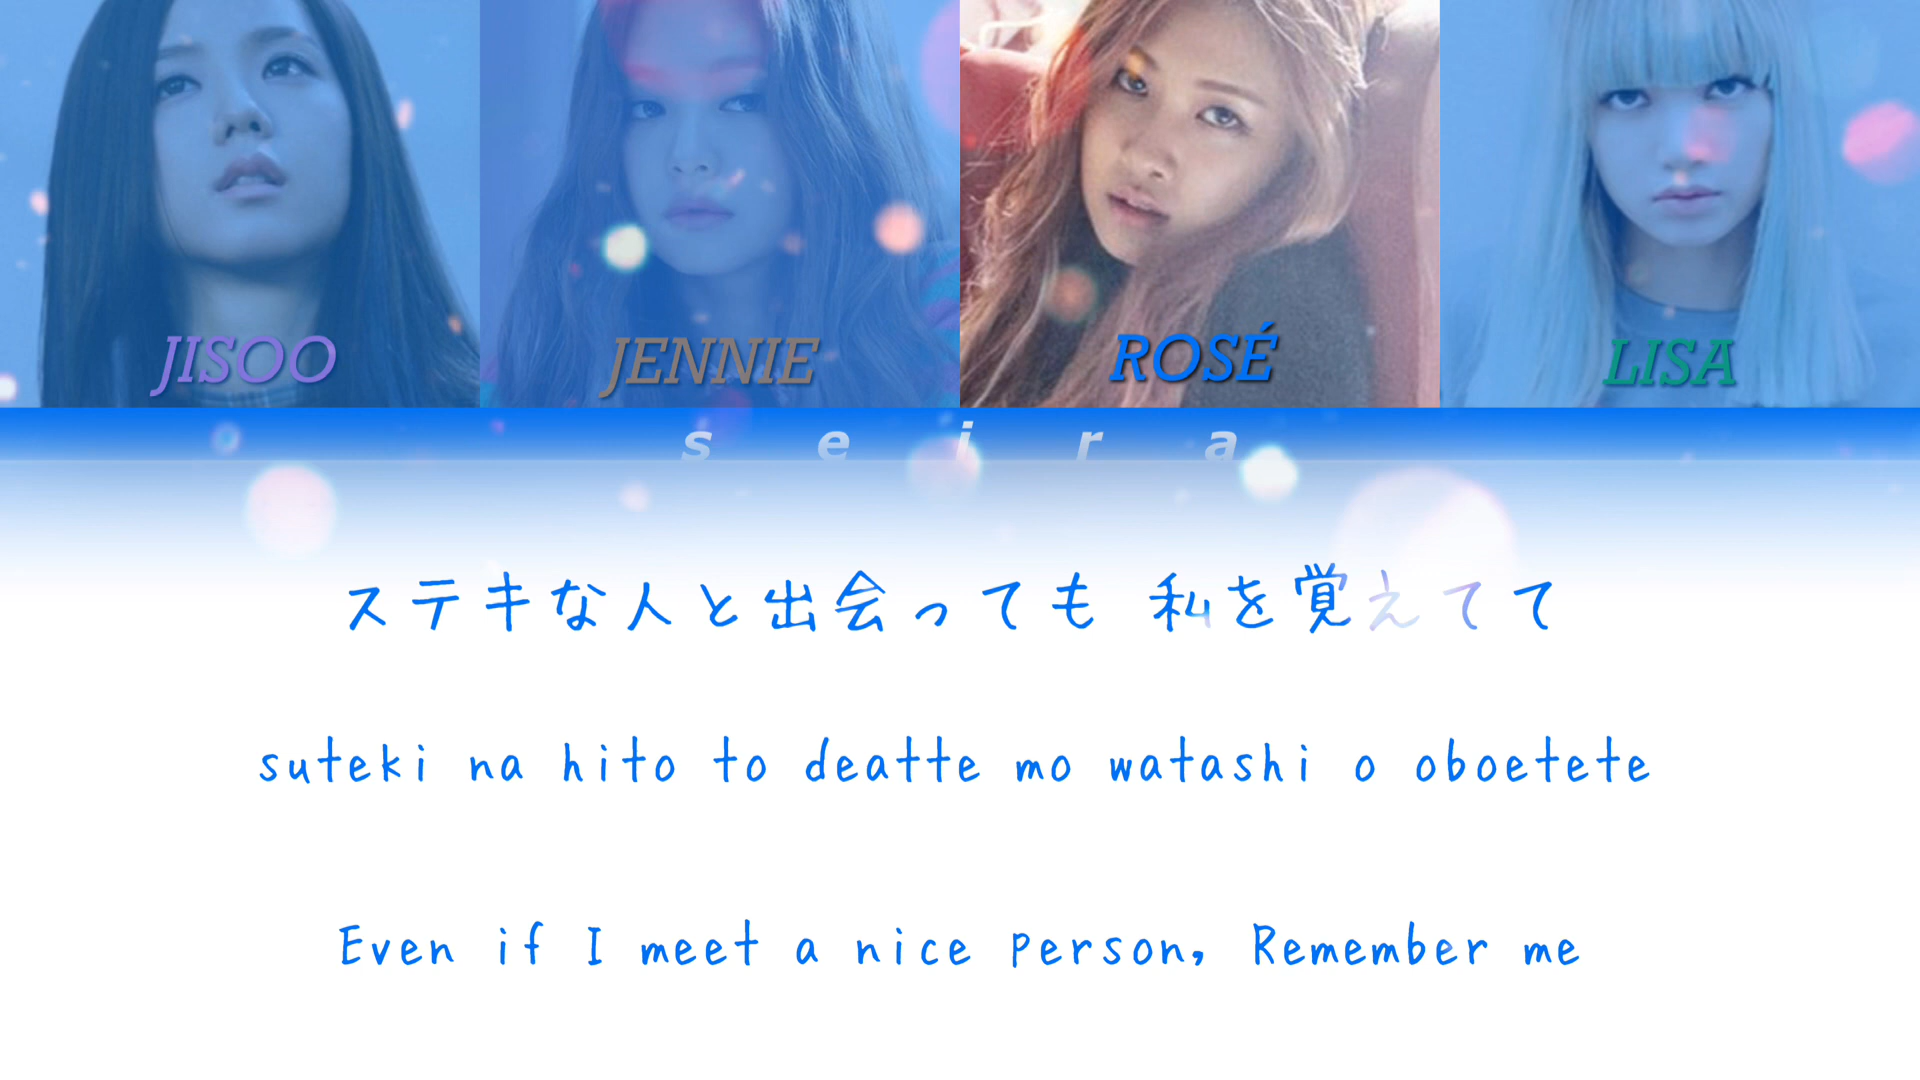 JISOO
JENNIE
ROSÉ
LISA
seira
ステキな人と出会っても 私を覚えてて
suteki na hito to deatte mo watashi o oboetete
Even if I meet a nice person, Remember me